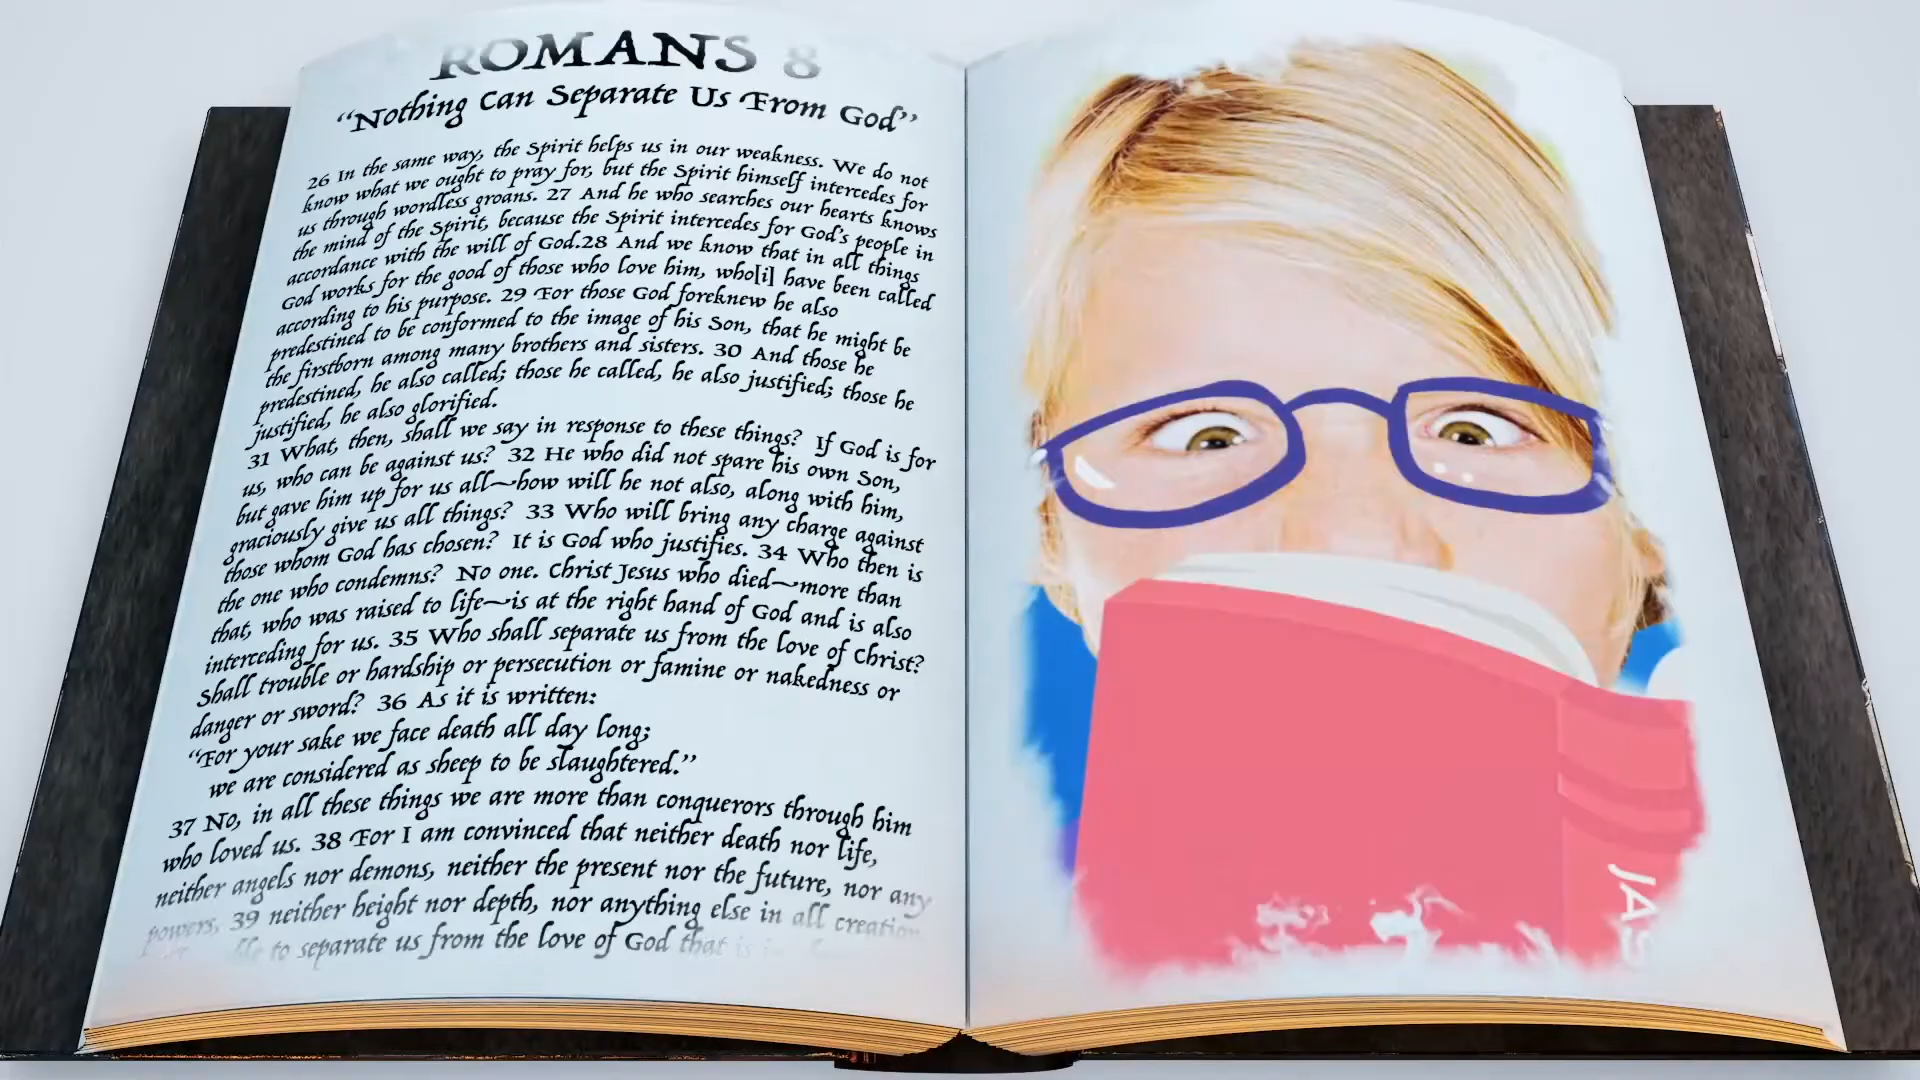 ROMANS 8
“Nothing Can Separate Us From God”
26 In the same way, the Spirit helps us in our weakness. We do not
know what we ought to pray for, but the Spirit himself intercedes for
us through wordless groans. 27 And he who searches our hearts knows
the mind of the Spirit, because the Spirit intercedes for God's people in
accordance with the will of God.28 And we know that in all things
God works for the good of those who love him, who[i] have been called
according to his purpose. 29 For those God foreknew he also
predestined to be conformed to the image of his Son, that he might be
the firstborn among many brothers and sisters. 30 And those he
predestined, he also called; those he called, he also justified; those he
justified, he also glorified.
31 What, then, shall we say in response to these things? If God is for
us, who can be against us? 32 He who did not spare his own Son,
but gave him up for us all—how will he not also, along with him,
graciously give us all things? 33 Who will bring any charge against
those whom God has chosen? It is God who justifies. 34 Who then is
the one who condemns? No one. Christ Jesus who died—more than
that, who was raised to life—is at the right hand of God and is also
interceding for us. 35 Who shall separate us from the love of Christ?
Shall trouble or hardship or persecution or famine or nakedness or
danger or sword? 36 As it is written:
“For your sake we face death all day long;
we are considered as sheep to be slaughtered.”
37 No, in all these things we are more than conquerors through him
who loved us. 38 For I am convinced that neither death nor life,
neither angels nor demons, neither the present nor the future, nor any
powers, 39 neither height nor depth, nor anything else in all creation
to separate us from the love of God that is
JAS